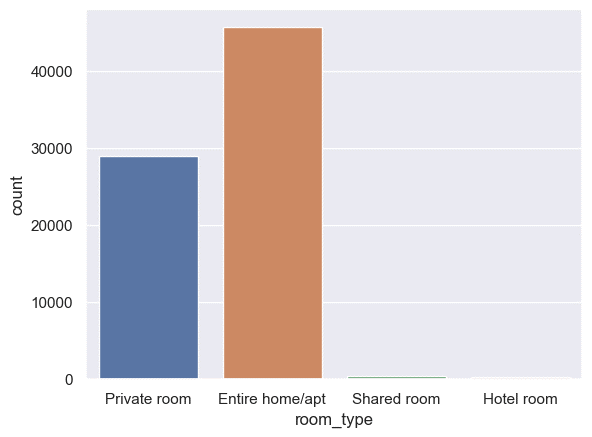 40000
30000
20000
10000
0
count
Private room Entire home/apt Shared room Hotel room
room_type